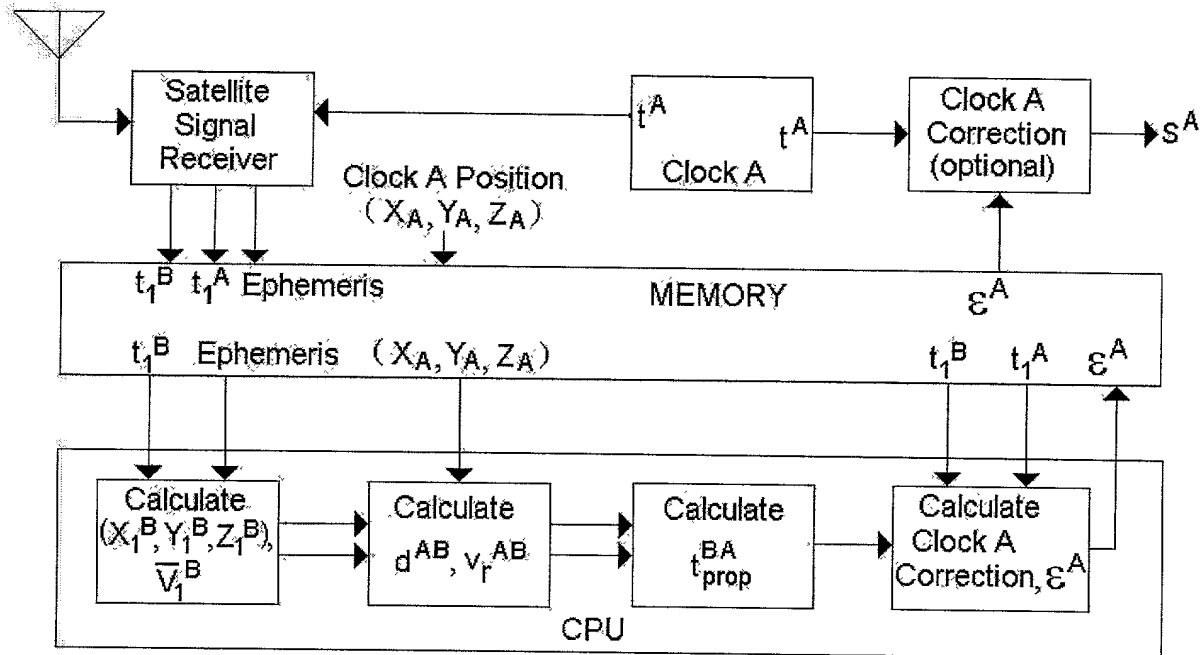 Satellite
Signal
Receiver
t^A
t^A
Clock A
Clock A
Correction
(optional)
S^A
Clock A Position
(X_A, Y_A, Z_A)
t_1^B t_1^A Ephemeris
MEMORY
ε^A
t_1^B Ephemeris (X_A, Y_A, Z_A)
t_1^B t_1^A ε^A
Calculate
(X_1^B, Y_1^B, Z_1^B),
V̅_1^B
Calculate
d^AB, v_r^AB
Calculate
t_prop^BA
Calculate
Clock A
Correction, ε^A
CPU